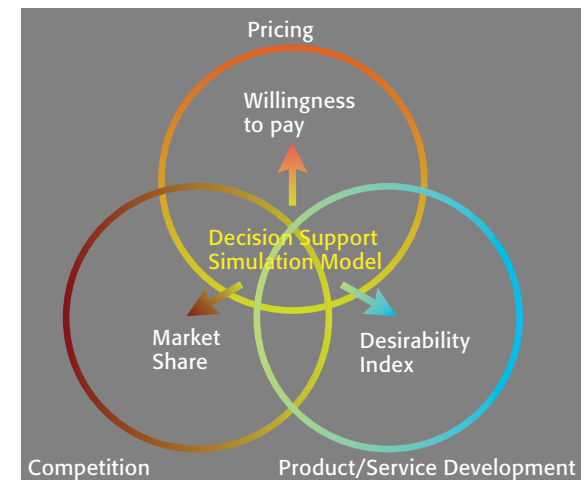 Pricing
Willingness
to pay
Decision Support
Simulation Model
Market
Share
Desirability
Index
Competition
Product/Service Development